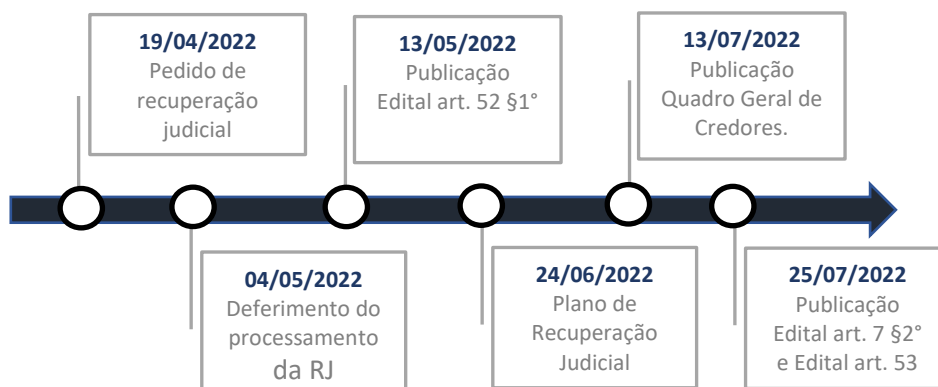 19/04/2022
Pedido de
recuperação
judicial
13/05/2022
Publicação
Edital art. 52 §1°
13/07/2022
Publicação
Quadro Geral de
Credores.
04/05/2022
Deferimento do
processamento
da RJ
24/06/2022
Plano de
Recuperação
Judicial
25/07/2022
Publicação
Edital art. 7 §2°
e Edital art. 53